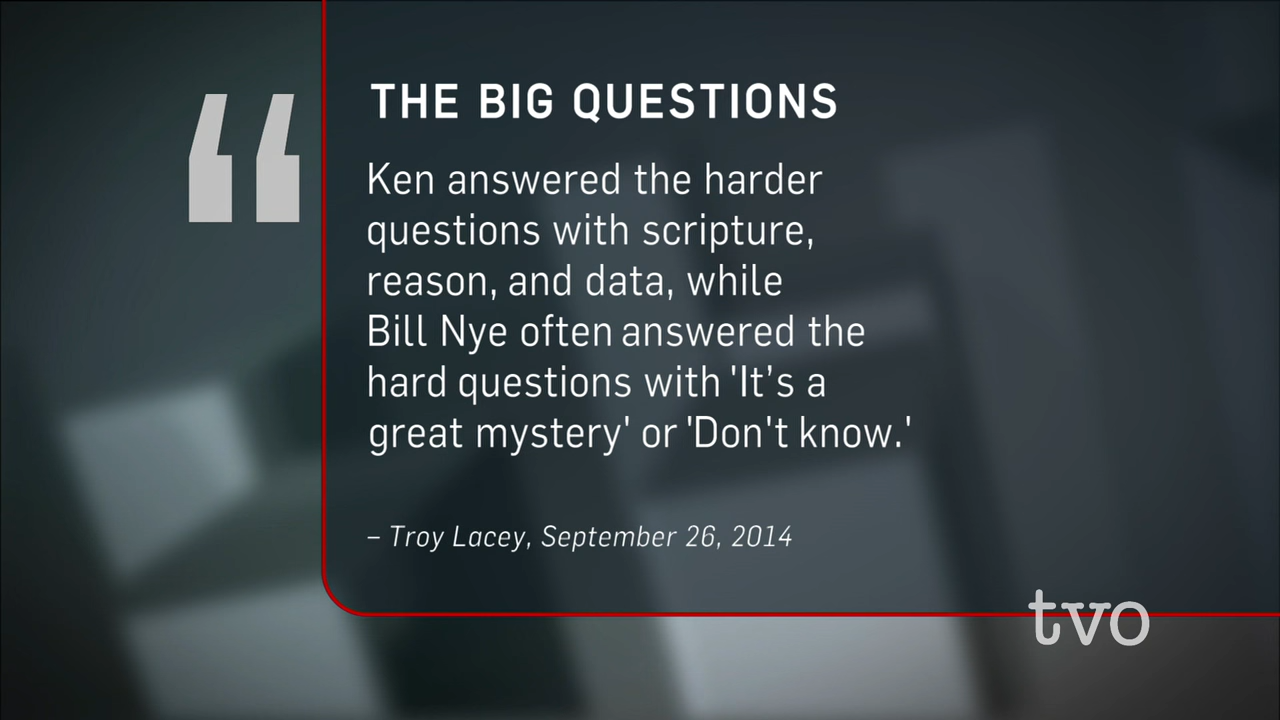 “
THE BIG QUESTIONS
Ken answered the harder
questions with scripture,
reason, and data, while
Bill Nye often answered the
hard questions with 'It’s a
great mystery' or 'Don't know.'
– Troy Lacey, September 26, 2014
tvo